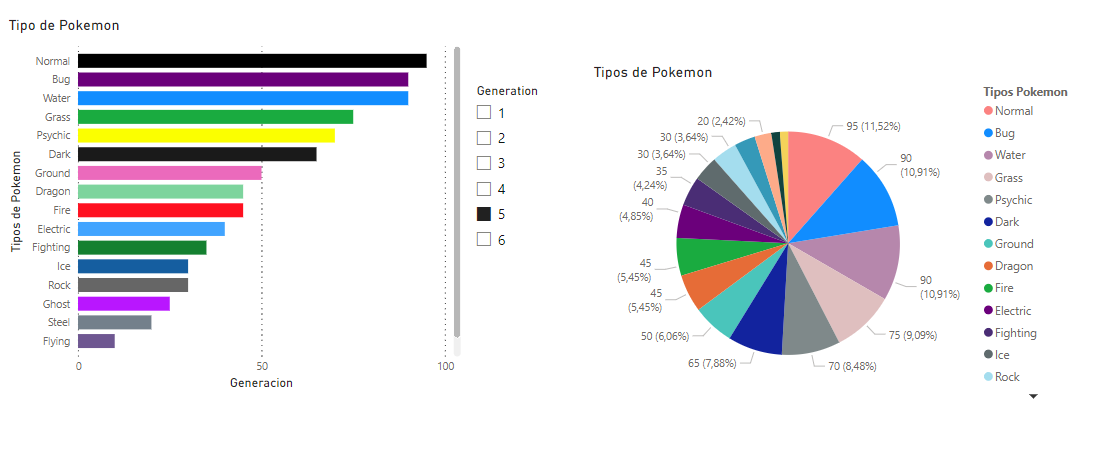 Tipo de Pokemon
Tipos de Pokemon
Normal
Bug
Water
Grass
Psychic
Dark
Ground
Dragon
Fire
Electric
Fighting
Ice
Rock
Ghost
Steel
Flying
0
50
100
Generacion
Generation
1
2
3
4
5
6
Tipos de Pokemon
95 (11,52%)
90
(10,91%)
90
(10,91%)
75 (9,09%)
70 (8,48%)
65 (7,88%)
50 (6,06%)
45
(5,45%)
45
(5,45%)
40
(4,85%)
35
(4,24%)
30 (3,64%)
30 (3,64%)
20 (2,42%)
Tipos Pokemon
Normal
Bug
Water
Grass
Psychic
Dark
Ground
Dragon
Fire
Electric
Fighting
Ice
Rock